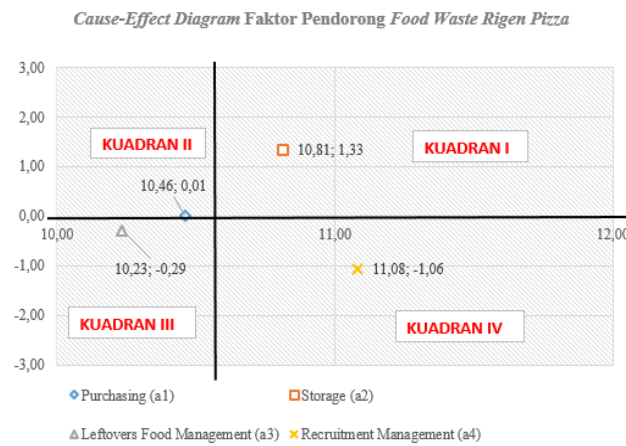 Cause-Effect Diagram Faktor Pendorong Food Waste Rigen Pizza
3,00
2,00
KUADRAN II
KUADRAN I
10,81; 1,33
1,00
10,46; 0,01
0,00
10,00
11,00
12,00
10,23; -0,29
11,08; -1,06
-1,00
KUADRAN III
KUADRAN IV
-2,00
-3,00
Purchasing (a1)
Storage (a2)
Leftovers Food Management (a3)
Recruitment Management (a4)